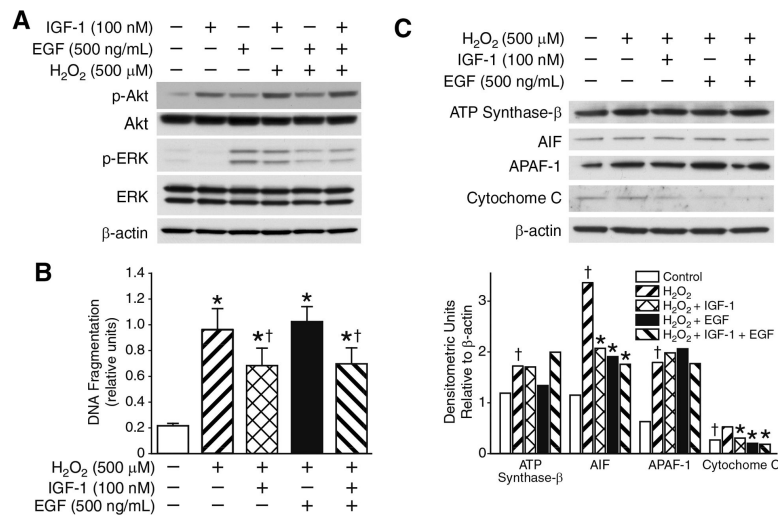 A
IGF-1 (100 nM) − + − + − +
EGF (500 ng/mL) − − + − + +
H2O2 (500 µM) − − − + + +
p-Akt
Akt
p-ERK
ERK
β-actin
B
DNA Fragmentation
(relative units)
1.4
1.2
1.0
0.8
0.6
0.4
0.2
0
*
*†
*
*†
H2O2 (500 µM) − + + + +
IGF-1 (100 nM) − − + − +
EGF (500 ng/mL) − − − + +
C
H2O2 (500 µM) − + + + +
IGF-1 (100 nM) − − + − +
EGF (500 ng/mL) − − − + +
ATP Synthase-β
AIF
APAF-1
Cytochome C
β-actin
Densitometric Units
Relative to β-actin
3
2
1
0
Control
H2O2
H2O2 + IGF-1
H2O2 + EGF
H2O2 + IGF-1 + EGF
†
†
* * *
†
† * * *
ATP
Synthase-β
AIF
APAF-1
Cytochome C